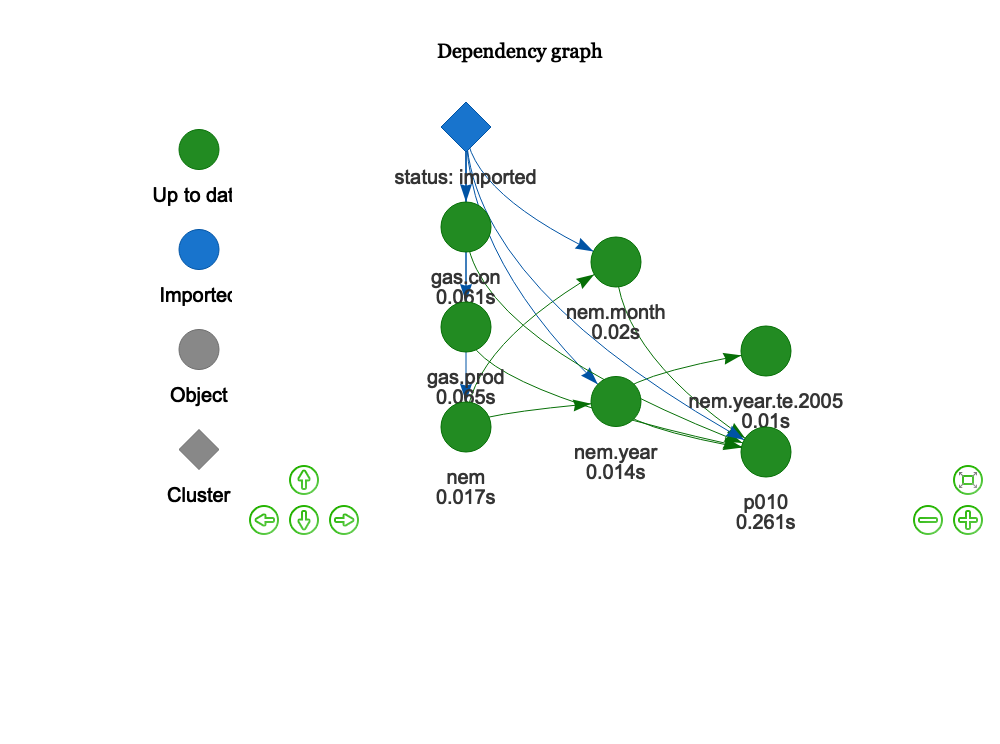 Dependency graph
Up to dat
Imported
Object
Cluster
status: imported
gas.con
0.061s
gas.prod
0.065s
nem
0.017s
nem.month
0.02s
nem.year
0.014s
nem.year.te.2005
0.01s
p010
0.261s